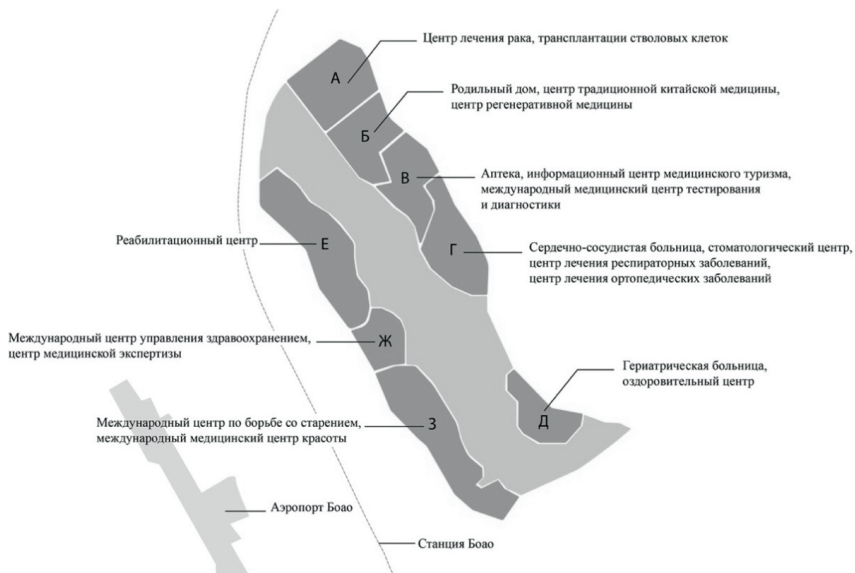 Центр лечения рака, трансплантации стволовых клеток
А
Родильный дом, центр традиционной китайской медицины,
центр регенеративной медицины
Б
Аптека, информационный центр медицинского туризма,
международный медицинский центр тестирования
и диагностики
В
Реабилитационный центр
Е
Г
Сердечно-сосудистая больница, стоматологический центр,
центр лечения респираторных заболеваний,
центр лечения ортопедических заболеваний
Международный центр управления здравоохранением,
центр медицинской экспертизы
Ж
Гериатрическая больница,
оздоровительный центр
Д
Международный центр по борьбе со старением,
международный медицинский центр красоты
З
Аэропорт Боао
Станция Боао